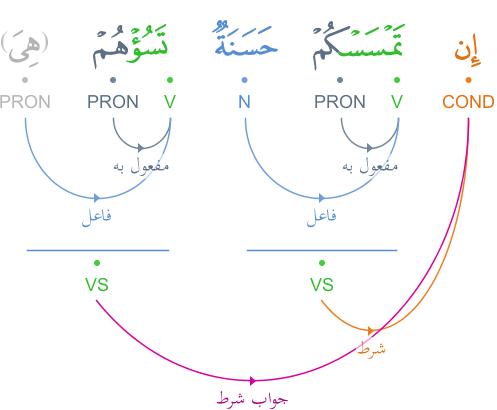 إِن تَمْسَسْكُمْ حَسَنَةٌ تَسُؤْهُمْ (هِىَ)
COND V PRON N V PRON PRON
مفعول به مفعول به
فاعل فاعل
VS VS
شرط
جواب شرط